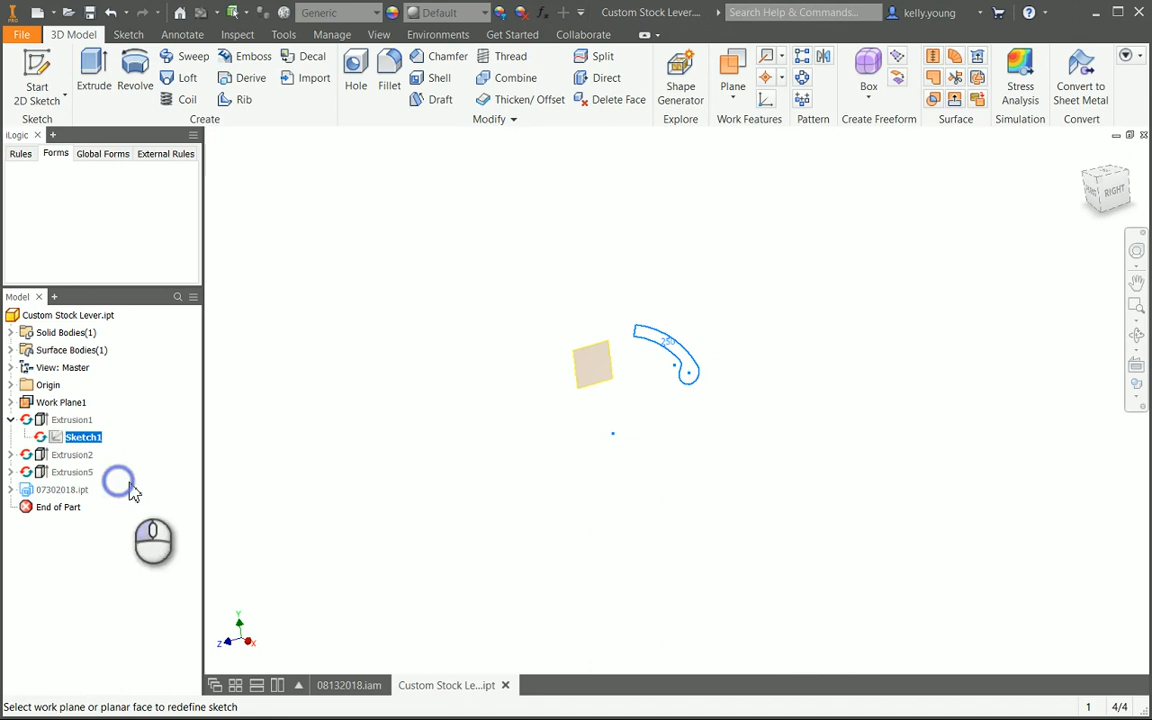 PRO
Generic
Default
Custom Stock Lever...
Search Help & Commands...
kelly.young
File
3D Model
Sketch
Annotate
Inspect
Tools
Manage
View
Environments
Get Started
Collaborate
Start
2D Sketch
Sketch
Extrude
Revolve
Sweep
Loft
Coil
Emboss
Derive
Rib
Decal
Import
Create
Hole
Fillet
Chamfer
Shell
Draft
Thread
Combine
Thicken/ Offset
Split
Direct
Delete Face
Modify
Shape
Generator
Explore
Plane
Work Features
Pattern
Box
Create Freeform
Surface
Stress
Analysis
Simulation
Convert to
Sheet Metal
Convert
iLogic
Rules
Forms
Global Forms
External Rules
Model
Custom Stock Lever.ipt
Solid Bodies(1)
Surface Bodies(1)
View: Master
Origin
Work Plane1
Extrusion1
Sketch1
Extrusion2
Extrusion5
07302018.ipt
End of Part
RIGHT
250
Y
Z
X
08132018.iam
Custom Stock Le...ipt
Select work plane or planar face to redefine sketch
1
4/4